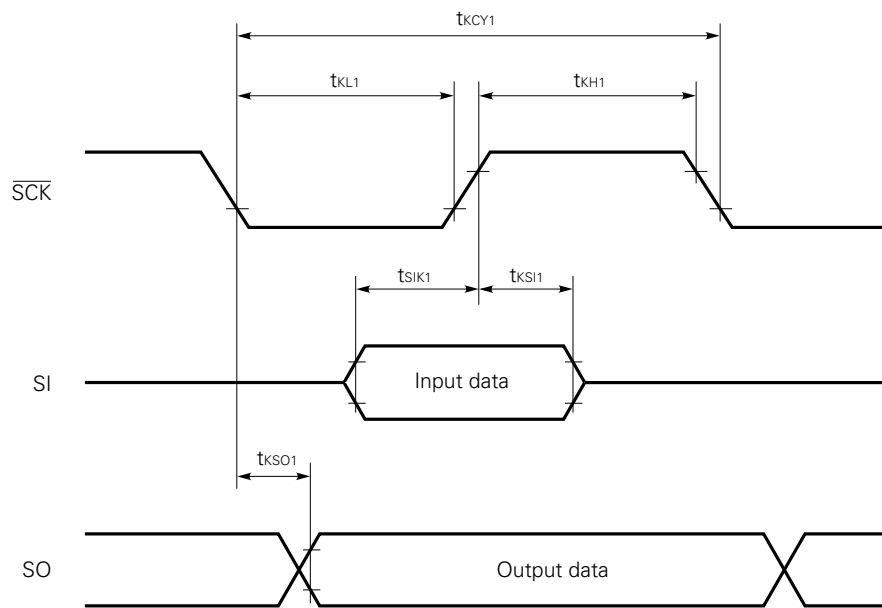 tKCY1
tKL1 tKH1
SCK
tSIK1 tKSI1
SI Input data
tKSO1
SO Output data